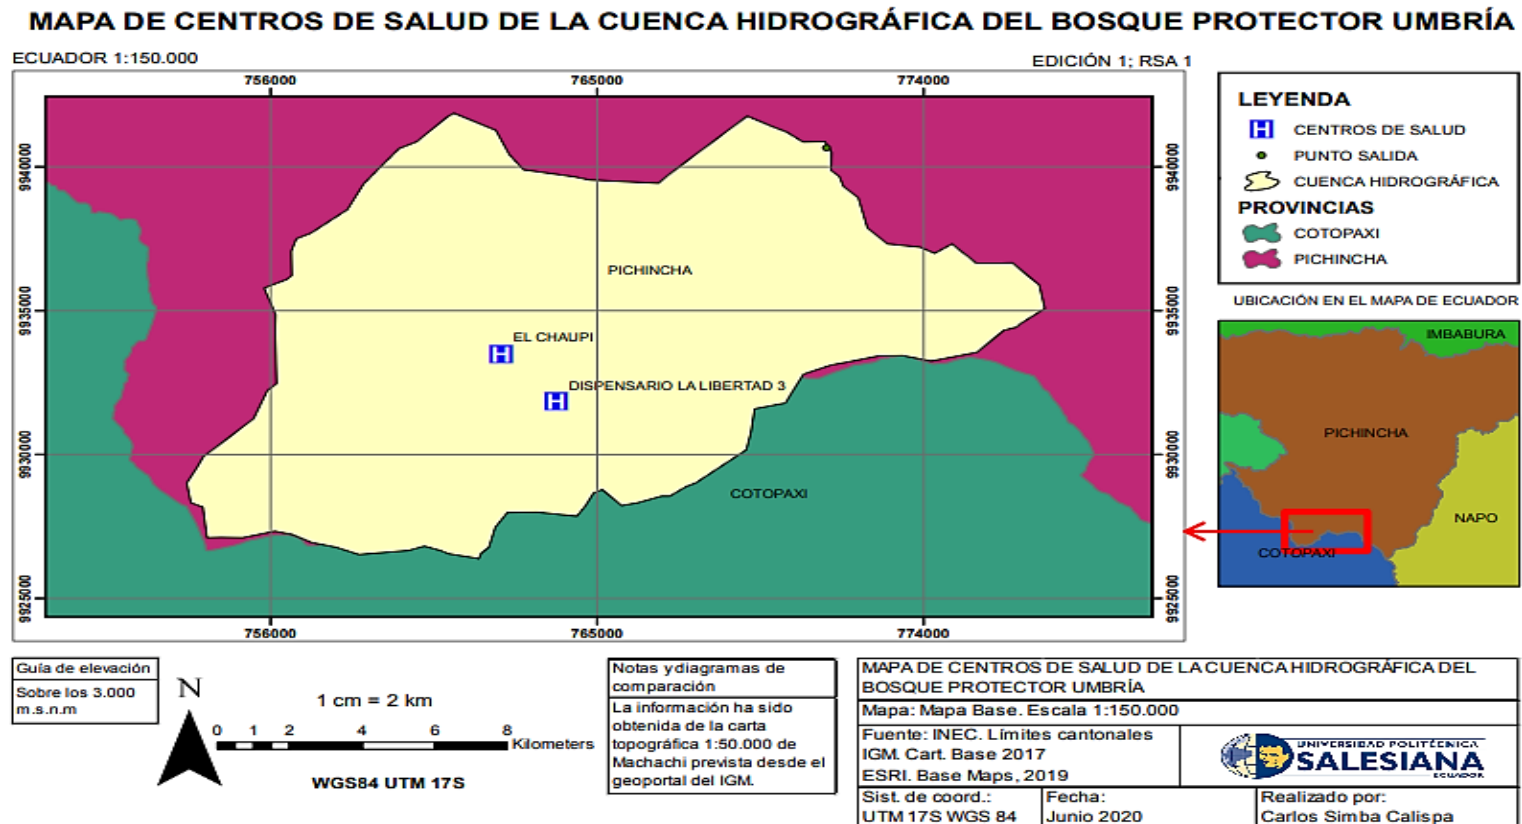 MAPA DE CENTROS DE SALUD DE LA CUENCA HIDROGRÁFICA DEL BOSQUE PROTECTOR UMBRÍA
ECUADOR 1:150.000
EDICIÓN 1; RSA 1
756000
765000
774000
9940000
9940000
9935000
9935000
9930000
9930000
9925000
9925000
PICHINCHA
EL CHAUPI
H
DISPENSARIO LA LIBERTAD 3
H
COTOPAXI
756000
765000
774000
LEYENDA
H CENTROS DE SALUD
PUNTO SALIDA
CUENCA HIDROGRÁFICA
PROVINCIAS
COTOPAXI
PICHINCHA
UBICACIÓN EN EL MAPA DE ECUADOR
IMBABURA
PICHINCHA
NAPO
COTOPAXI
Guía de elevación
Sobre los 3.000
m.s.n.m
N
1 cm = 2 km
0 1 2 4 6 8
Kilometers
WGS84 UTM 17S
Notas y diagramas de
comparación
La información ha sido
obtenida de la carta
topográfica 1:50.000 de
Machachi prevista desde el
geoportal del IGM.
MAPA DE CENTROS DE SALUD DE LA CUENCA HIDROGRÁFICA DEL
BOSQUE PROTECTOR UMBRÍA
Mapa: Mapa Base. Escala 1:150.000
Fuente: INEC. Límites cantonales
IGM. Cart. Base 2017
ESRI. Base Maps, 2019
UNIVERSIDAD POLITÉCNICA
SALESIANA
ECUADOR
Sist. de coord.:
UTM 17S WGS 84
Fecha:
Junio 2020
Realizado por:
Carlos Simba Calispa